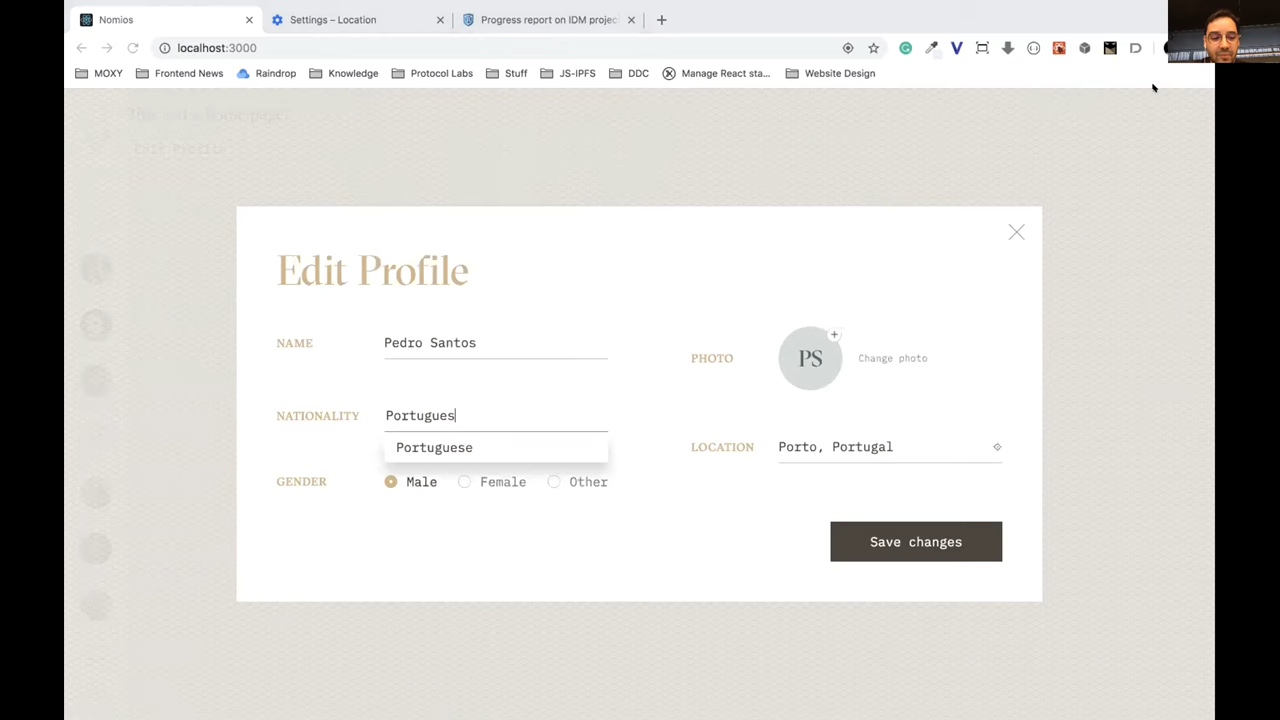 Nomios
Settings – Location
Progress report on IDM projec
localhost:3000
MOXY
Frontend News
Raindrop
Knowledge
Protocol Labs
Stuff
JS-IPFS
DDC
Manage React sta...
Website Design
Edit Profile
Edit Profile
NAME
Pedro Santos
PHOTO
PS
+
Change photo
NATIONALITY
Portugues
Portuguese
LOCATION
Porto, Portugal
GENDER
Male
Female
Other
Save changes